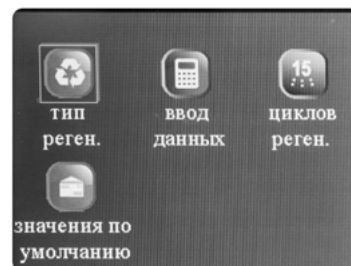 15
тип
ввод
циклов
реген.
данных
реген.
значения по
умолчанию